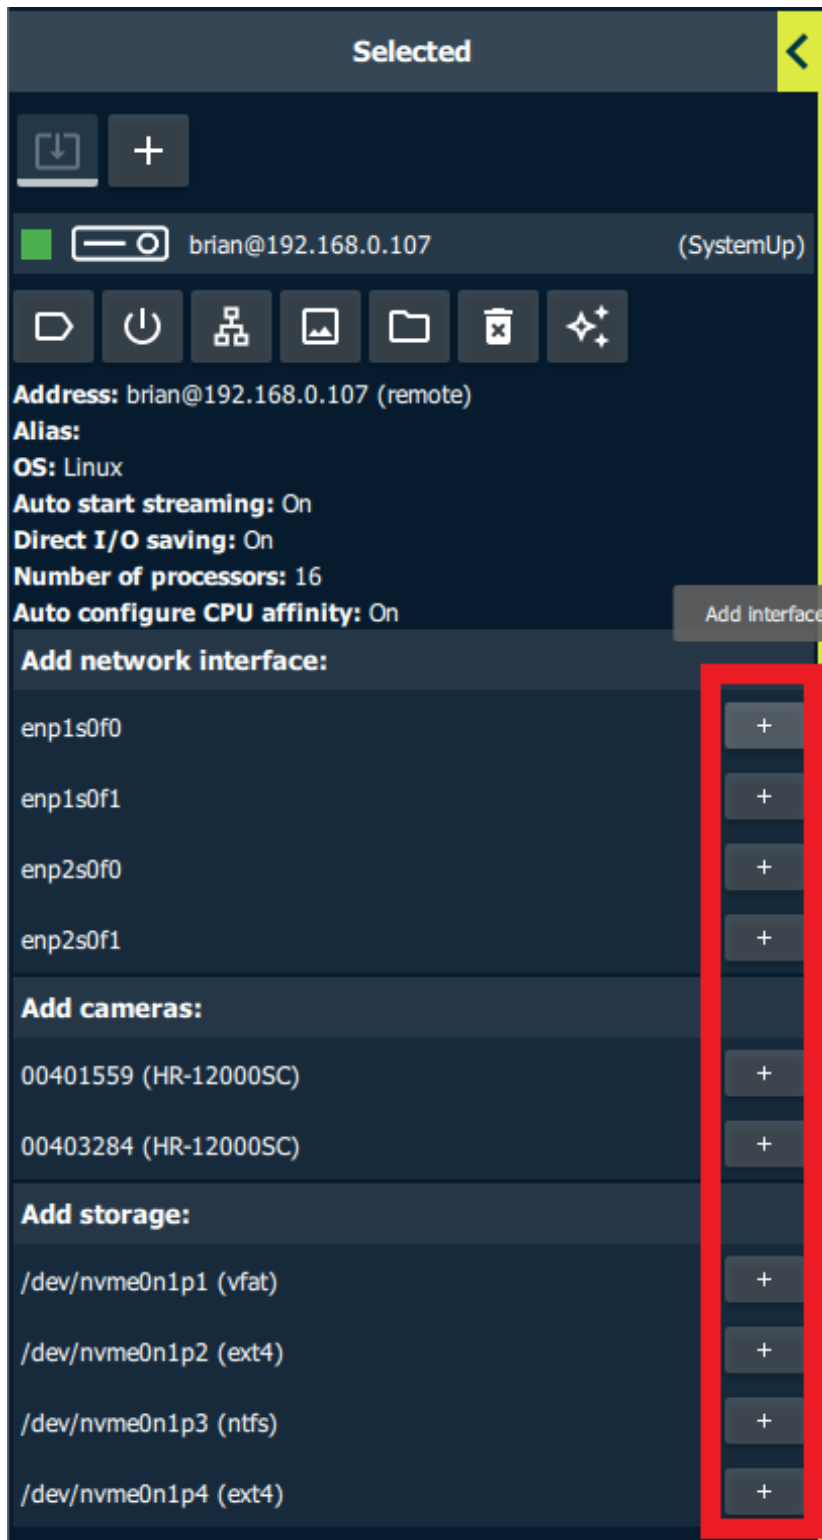 Selected
brian@192.168.0.107 (SystemUp)
Address: brian@192.168.0.107 (remote)
Alias:
OS: Linux
Auto start streaming: On
Direct I/O saving: On
Number of processors: 16
Auto configure CPU affinity: On
Add interface
Add network interface:
enp1s0f0 +
enp1s0f1 +
enp2s0f0 +
enp2s0f1 +
Add cameras:
00401559 (HR-12000SC) +
00403284 (HR-12000SC) +
Add storage:
/dev/nvme0n1p1 (vfat) +
/dev/nvme0n1p2 (ext4) +
/dev/nvme0n1p3 (ntfs) +
/dev/nvme0n1p4 (ext4) +